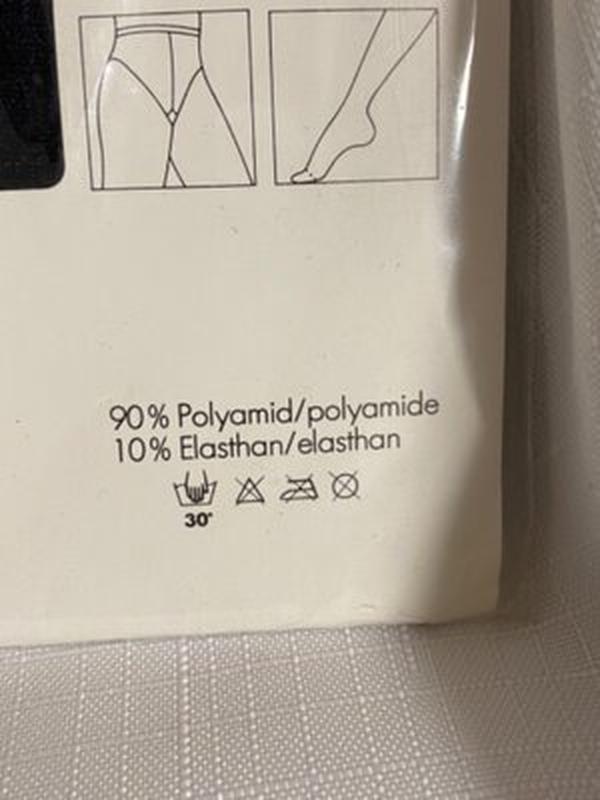 90% Polyamid/polyamide
10% Elasthan/elasthan
30°